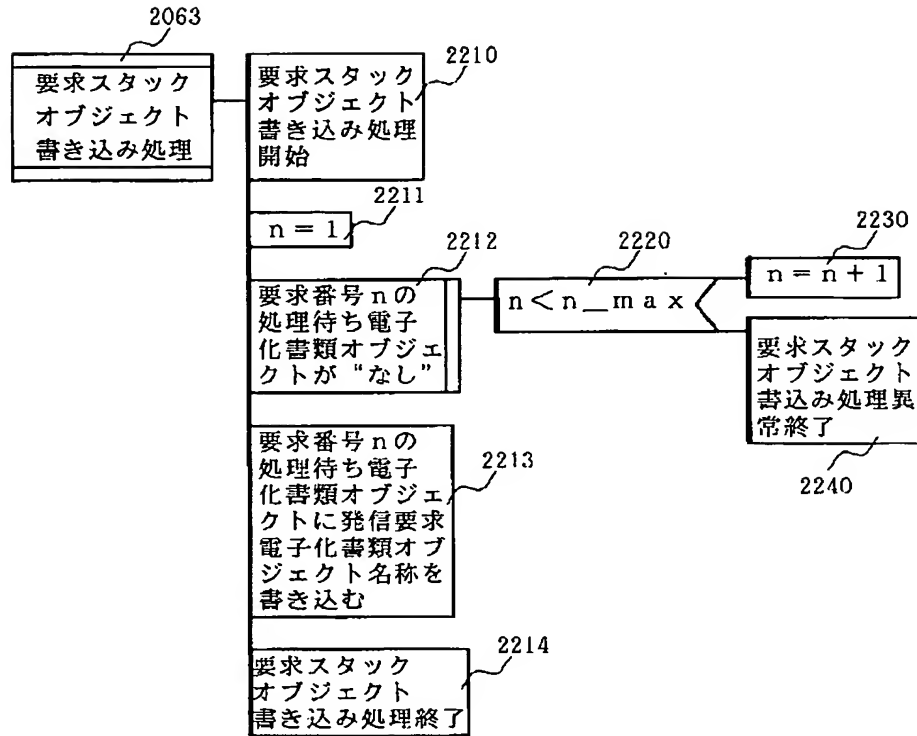 2063
要求スタック
オブジェクト
書き込み処理
2210
要求スタック
オブジェクト
書き込み処理
開始
2211
n=1
2212
要求番号nの
処理待ち電子
化書類オブジェ
クトが“なし”
2220
n<n_max
2230
n=n+1
要求スタック
オブジェクト
書込み処理異
常終了
2240
2213
要求番号nの
処理待ち電子
化書類オブジェ
クトに発信要求
電子化書類オブ
ジェクト名称を
書き込む
2214
要求スタック
オブジェクト
書き込み処理終了